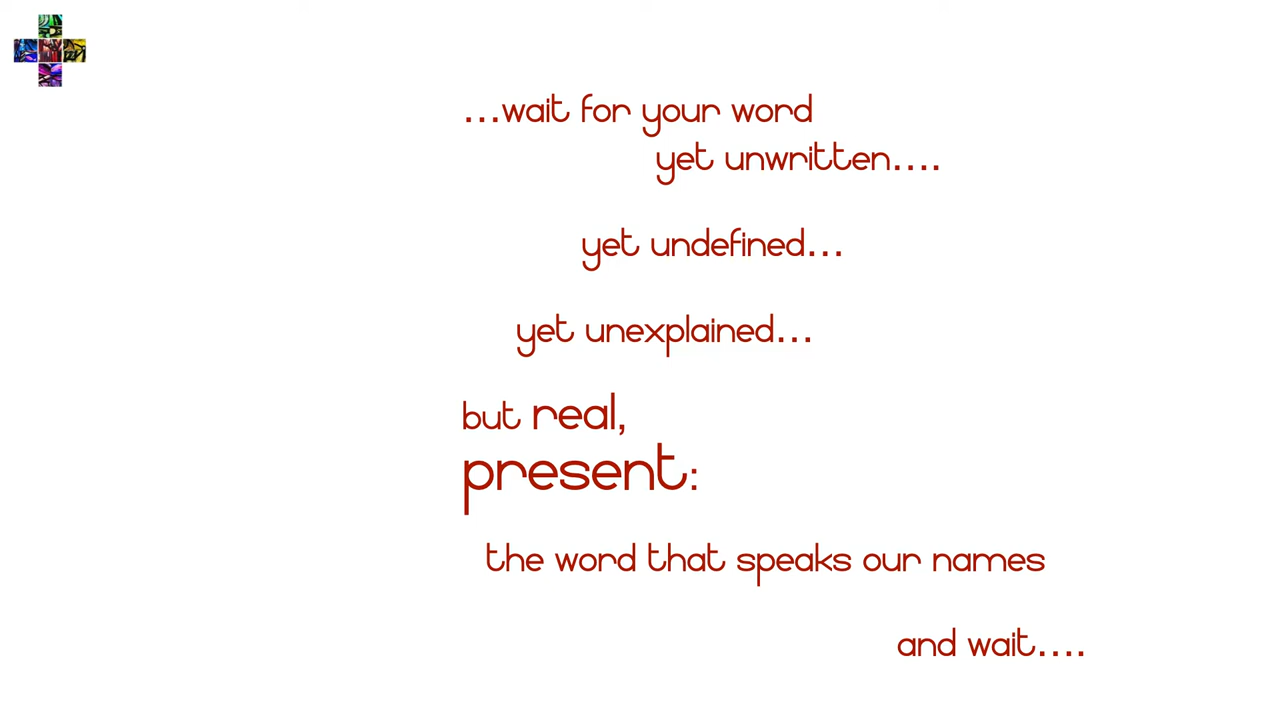 ...wait for your word
yet unwritten....
yet undefined...
yet unexplained...
but real,
present:
the word that speaks our names
and wait....